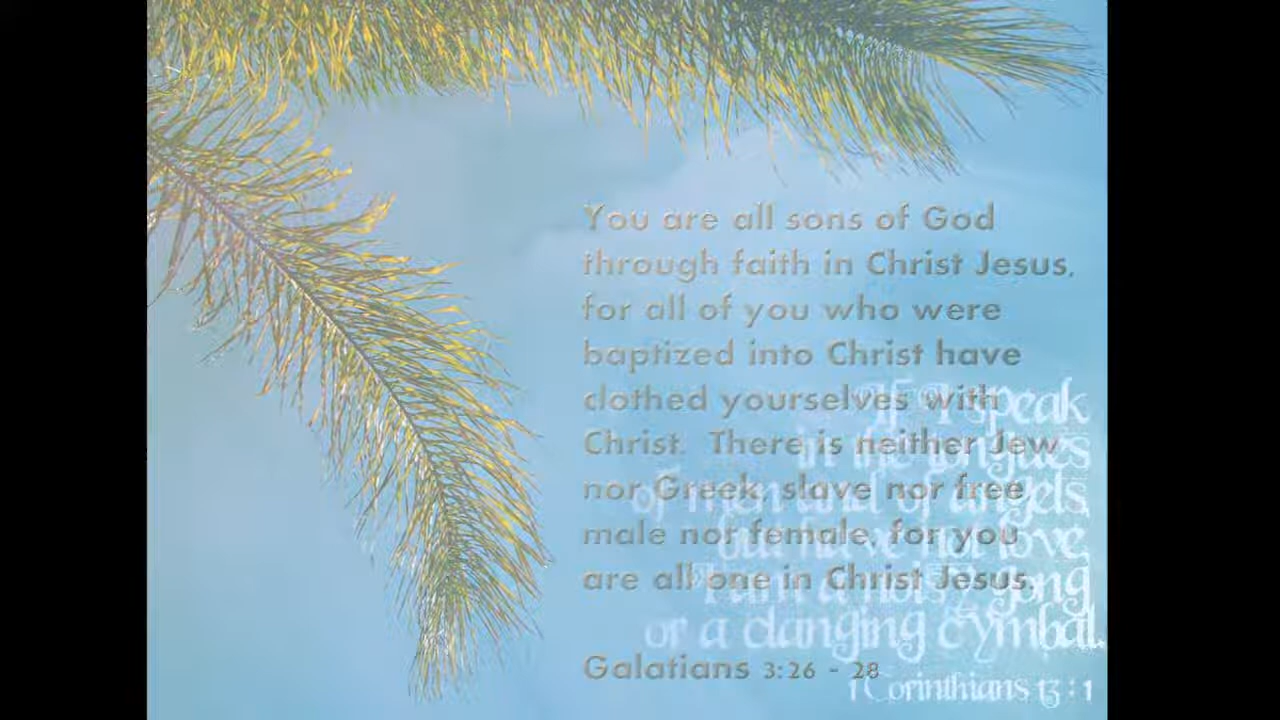 You are all sons of God
through faith in Christ Jesus,
for all of you who were
baptized into Christ have
clothed yourselves with
Christ. There is neither Jew
nor Greek, slave nor free,
male nor female, for you
are all one in Christ Jesus.
Galatians 3:26 - 28
If I speak
in the tongues
of men and of angels
but have not love,
I am a noisy gong
or a clanging cymbal.
1 Corinthians 13:1